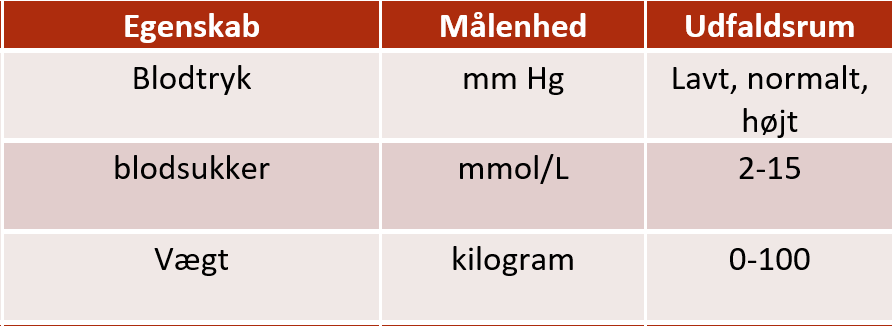 Egenskab Målenhed Udfaldsrum
Blodtryk mm Hg Lavt, normalt,
højt
blodsukker mmol/L 2-15
Vægt kilogram 0-100